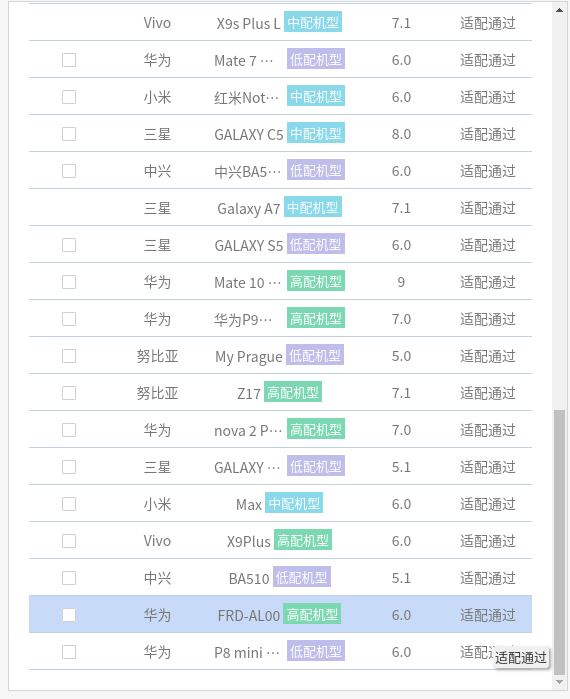 Vivo X9s Plus L 中配机型 7.1 适配通过
华为 Mate 7 ··· 低配机型 6.0 适配通过
小米 红米Not··· 中配机型 6.0 适配通过
三星 GALAXY C5 中配机型 8.0 适配通过
中兴 中兴BA5··· 低配机型 6.0 适配通过
三星 Galaxy A7 中配机型 7.1 适配通过
三星 GALAXY S5 低配机型 6.0 适配通过
华为 Mate 10 ··· 高配机型 9 适配通过
华为 华为P9··· 高配机型 7.0 适配通过
努比亚 My Prague 低配机型 5.0 适配通过
努比亚 Z17 高配机型 7.1 适配通过
华为 nova 2 P··· 高配机型 7.0 适配通过
三星 GALAXY ··· 低配机型 5.1 适配通过
小米 Max 中配机型 6.0 适配通过
Vivo X9Plus 高配机型 6.0 适配通过
中兴 BA510 低配机型 5.1 适配通过
华为 FRD-AL00 高配机型 6.0 适配通过
华为 P8 mini ··· 低配机型 6.0 适配通过
适配通过